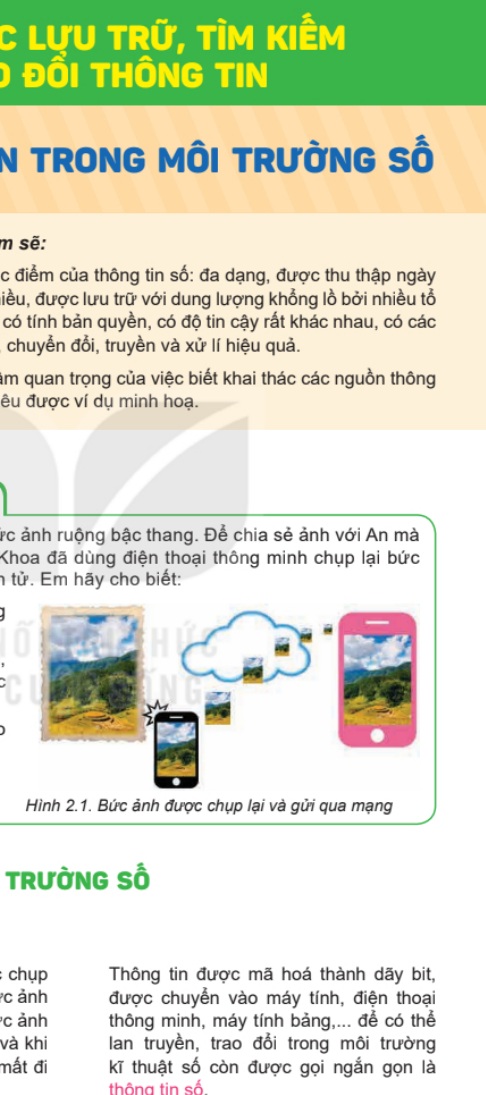 C LƯU TRỮ, TÌM KIẾM
O ĐỔI THÔNG TIN
N TRONG MÔI TRƯỜNG SỐ
m sẽ:
c điểm của thông tin số: đa dạng, được thu thập ngày
hiều, được lưu trữ với dung lượng khổng lồ bởi nhiều tổ
có tính bản quyền, có độ tin cậy rất khác nhau, có các
, chuyển đổi, truyền và xử lí hiệu quả.
ầm quan trọng của việc biết khai thác các nguồn thông
êu được ví dụ minh hoạ.
ức ảnh ruộng bậc thang. Để chia sẻ ảnh với An mà
Khoa đã dùng điện thoại thông minh chụp lại bức
n tử. Em hãy cho biết:
g
,
c
p
Hình 2.1. Bức ảnh được chụp lại và gửi qua mạng
TRƯỜNG SỐ
c chụp
ức ảnh
ức ảnh
và khi
mất đi
Thông tin được mã hoá thành dãy bit,
được chuyển vào máy tính, điện thoại
thông minh, máy tính bảng,... để có thể
lan truyền, trao đổi trong môi trường
kĩ thuật số còn được gọi ngắn gọn là
thông tin số.